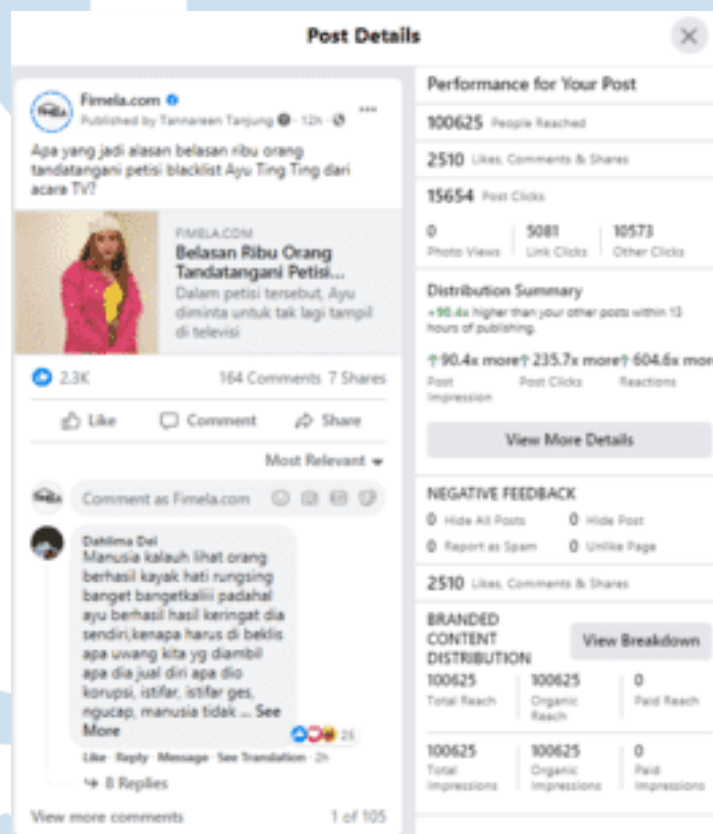 Post Details
Fimela.com
Published by Tannareen Tanjung · 12h ·
Apa yang jadi alasan belasan ribu orang
tandatangani petisi blacklist Ayu Ting Ting dari
acara TV?
FIMELA.COM
Belasan Ribu Orang
Tandatangani Petisi...
Dalam petisi tersebut, Ayu
diminta untuk tak lagi tampil
di televisi
2.3K
164 Comments 7 Shares
Like
Comment
Share
Most Relevant
Comment as Fimela.com
Dahlima Del
Manusia kalauh lihat orang
berhasil kayak hati rungsing
banget bangetkaliii padahal
ayu berhasil hasil keringat dia
sendiri,kenapa harus di beklis
apa uwang kita yg diambil
apa dia jual diri apa dio
korupsi, istifar, istifar ges,
ngucap, manusia tidak ... See
More
26
Like · Reply · Message · See Translation · 2h
8 Replies
View more comments
1 of 105
Performance for Your Post
100625 People Reached
2510 Likes, Comments & Shares
15654 Post Clicks
0 5081 10573
Photo Views Link Clicks Other Clicks
Distribution Summary
+90.4x higher than your other posts within 13
hours of publishing.
90.4x more 235.7x more 604.6x more
Post Impression
Post Clicks
Reactions
View More Details
NEGATIVE FEEDBACK
0 Hide All Posts 0 Hide Post
0 Report as Spam 0 Unlike Page
2510 Likes, Comments & Shares
BRANDED
CONTENT
DISTRIBUTION
View Breakdown
100625 100625 0
Total Reach
Organic Reach
Paid Reach
100625 100625 0
Total Impressions
Organic Impressions
Paid Impressions